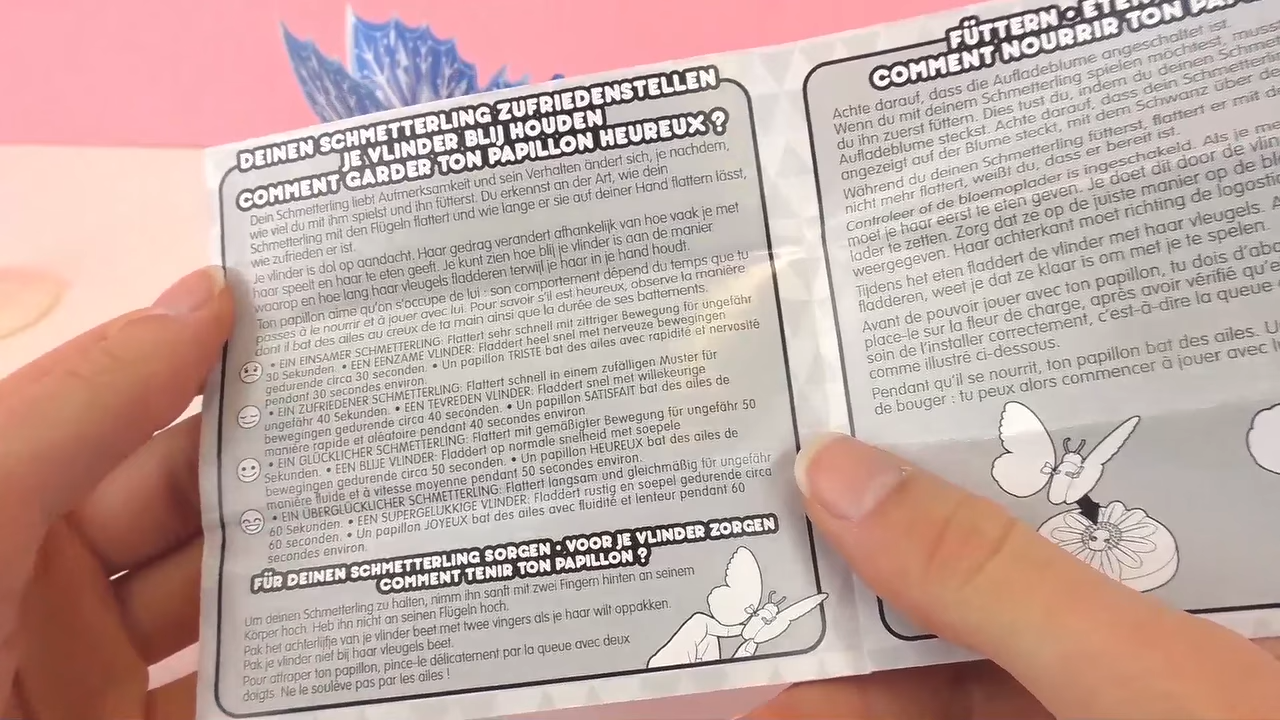 DEINEN SCHMETTERLING ZUFRIEDENSTELLEN
JE VLINDER BLIJ HOUDEN
COMMENT GARDER TON PAPILLON HEUREUX ?
Dein Schmetterling liebt Aufmerksamkeit und sein Verhalten ändert sich, je nachdem,
wie viel du mit ihm spielst und ihn fütterst. Du erkennst an der Art, wie dein
Schmetterling mit den Flügeln flattert und wie lange er sie auf deiner Hand flattern lässt,
wie zufrieden er ist.
Je vlinder is dol op aandacht. Haar gedrag verandert afhankelijk van hoe vaak je met
haar speelt en haar te eten geeft. Je kunt zien hoe blij je vlinder is aan de manier
waarop en hoe lang haar vleugels fladderen terwijl je haar in je hand houdt.
Ton papillon aime qu'on s'occupe de lui : son comportement dépend du temps que tu
passes à le nourrir et à jouer avec lui. Pour savoir s'il est heureux, observe la manière
dont il bat des ailes au creux de ta main ainsi que la durée de ses battements.
• EIN EINSAMER SCHMETTERLING: Flattert sehr schnell mit zittriger Bewegung für ungefähr
30 Sekunden. • EEN EENZAME VLINDER: Fladdert heel snel met nerveuze bewegingen
gedurende circa 30 seconden. • Un papillon TRISTE bat des ailes avec rapidité et nervosité
pendant 30 secondes environ.
• EIN ZUFRIEDENER SCHMETTERLING: Flattert schnell in einem zufälligen Muster für
ungefähr 40 Sekunden. • EEN TEVREDEN VLINDER: Fladdert snel met willekeurige
bewegingen gedurende circa 40 seconden. • Un papillon SATISFAIT bat des ailes de
manière rapide et aléatoire pendant 40 secondes environ
• EIN GLÜCKLICHER SCHMETTERLING: Flattert mit gemäßigter Bewegung für ungefähr 50
Sekunden. • EEN BLIJE VLINDER: Fladdert op normale snelheid met soepele
bewegingen gedurende circa 50 seconden. • Un papillon HEUREUX bat des ailes de
manière fluide et à vitesse moyenne pendant 50 secondes environ.
• EIN ÜBERGLÜCKLICHER SCHMETTERLING: Flattert langsam und gleichmäßig für ungefähr
60 Sekunden. • EEN SUPERGELUKKIGE VLINDER: Fladdert rustig en soepel gedurende circa
60 seconden. • Un papillon JOYEUX bat des ailes avec fluidité et lenteur pendant 60
secondes environ.
FÜR DEINEN SCHMETTERLING SORGEN • VOOR JE VLINDER ZORGEN
COMMENT TENIR TON PAPILLON ?
Um deinen Schmetterling zu halten, nimm ihn sanft mit zwei Fingern hinten an seinem
Körper hoch. Heb ihn nicht an seinen Flügeln hoch.
Pak het achterlijfje van je vlinder beet met twee vingers als je haar wilt oppakken.
Pak je vlinder niet bij haar vleugels beet.
Pour attraper ton papillon, pince-le délicatement par la queue avec deux
doigts. Ne le soulève pas par les ailes !
FÜTTERN • ETEN
COMMENT NOURRIR TON
Achte darauf, dass die Aufladeblume angeschaltet ist.
Wenn du mit deinem Schmetterling spielen möchtest, musst
du ihn zuerst füttern. Dies tust du, indem du deinen
Aufladeblume steckst. Achte darauf, dass dein Schmetterling
angezeigt auf der Blume steckt, mit dem Schwanz über der
Während du deinen Schmetterling fütterst, flattert er mit
nicht mehr flattert, weißt du, dass er bereit ist.
Controleer of de bloemoplader is ingeschakeld. Als je
moet je haar eerst te eten geven. Je doet dit door de
lader te zetten. Zorg dat ze op de juiste manier op de
weergegeven. Haar achterkant moet richting de
Tijdens het eten fladdert de vlinder met haar vleugels.
fladderen, weet je dat ze klaar is om met je te spelen.
Avant de pouvoir jouer avec ton papillon, tu dois
place-le sur la fleur de charge, après avoir vérifié
soin de l'installer correctement, c'est-à-dire la queue
comme illustré ci-dessous.
Pendant qu'il se nourrit, ton papillon bat des ailes.
de bouger : tu peux alors commencer à jouer avec